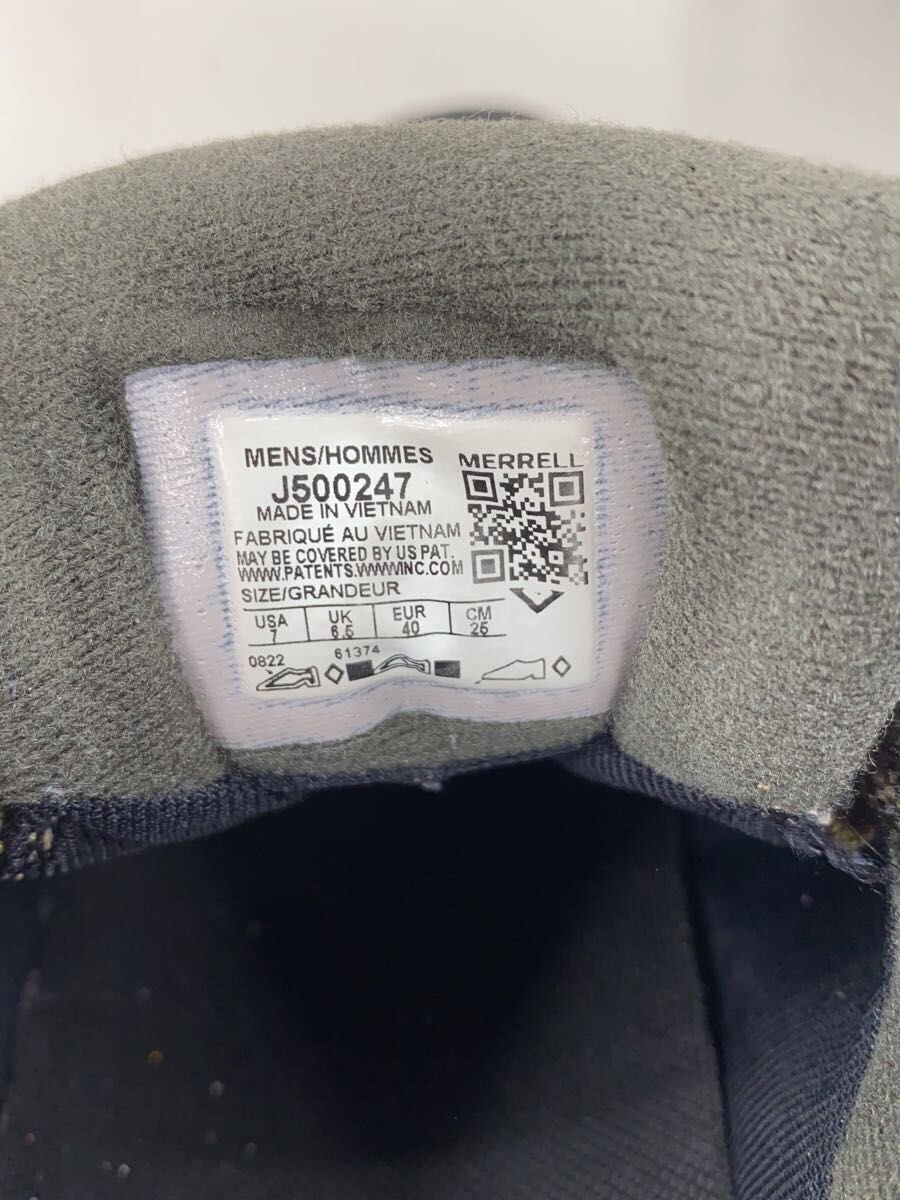 MENS/HOMMES
MERRELL
J500247
MADE IN VIETNAM
FABRIQUÉ AU VIETNAM
MAY BE COVERED BY US PAT.
WWW.PATENTS.WWWINC.COM
SIZE/GRANDEUR
USA UK EUR CM
7 6.5 40 25
0822 61374